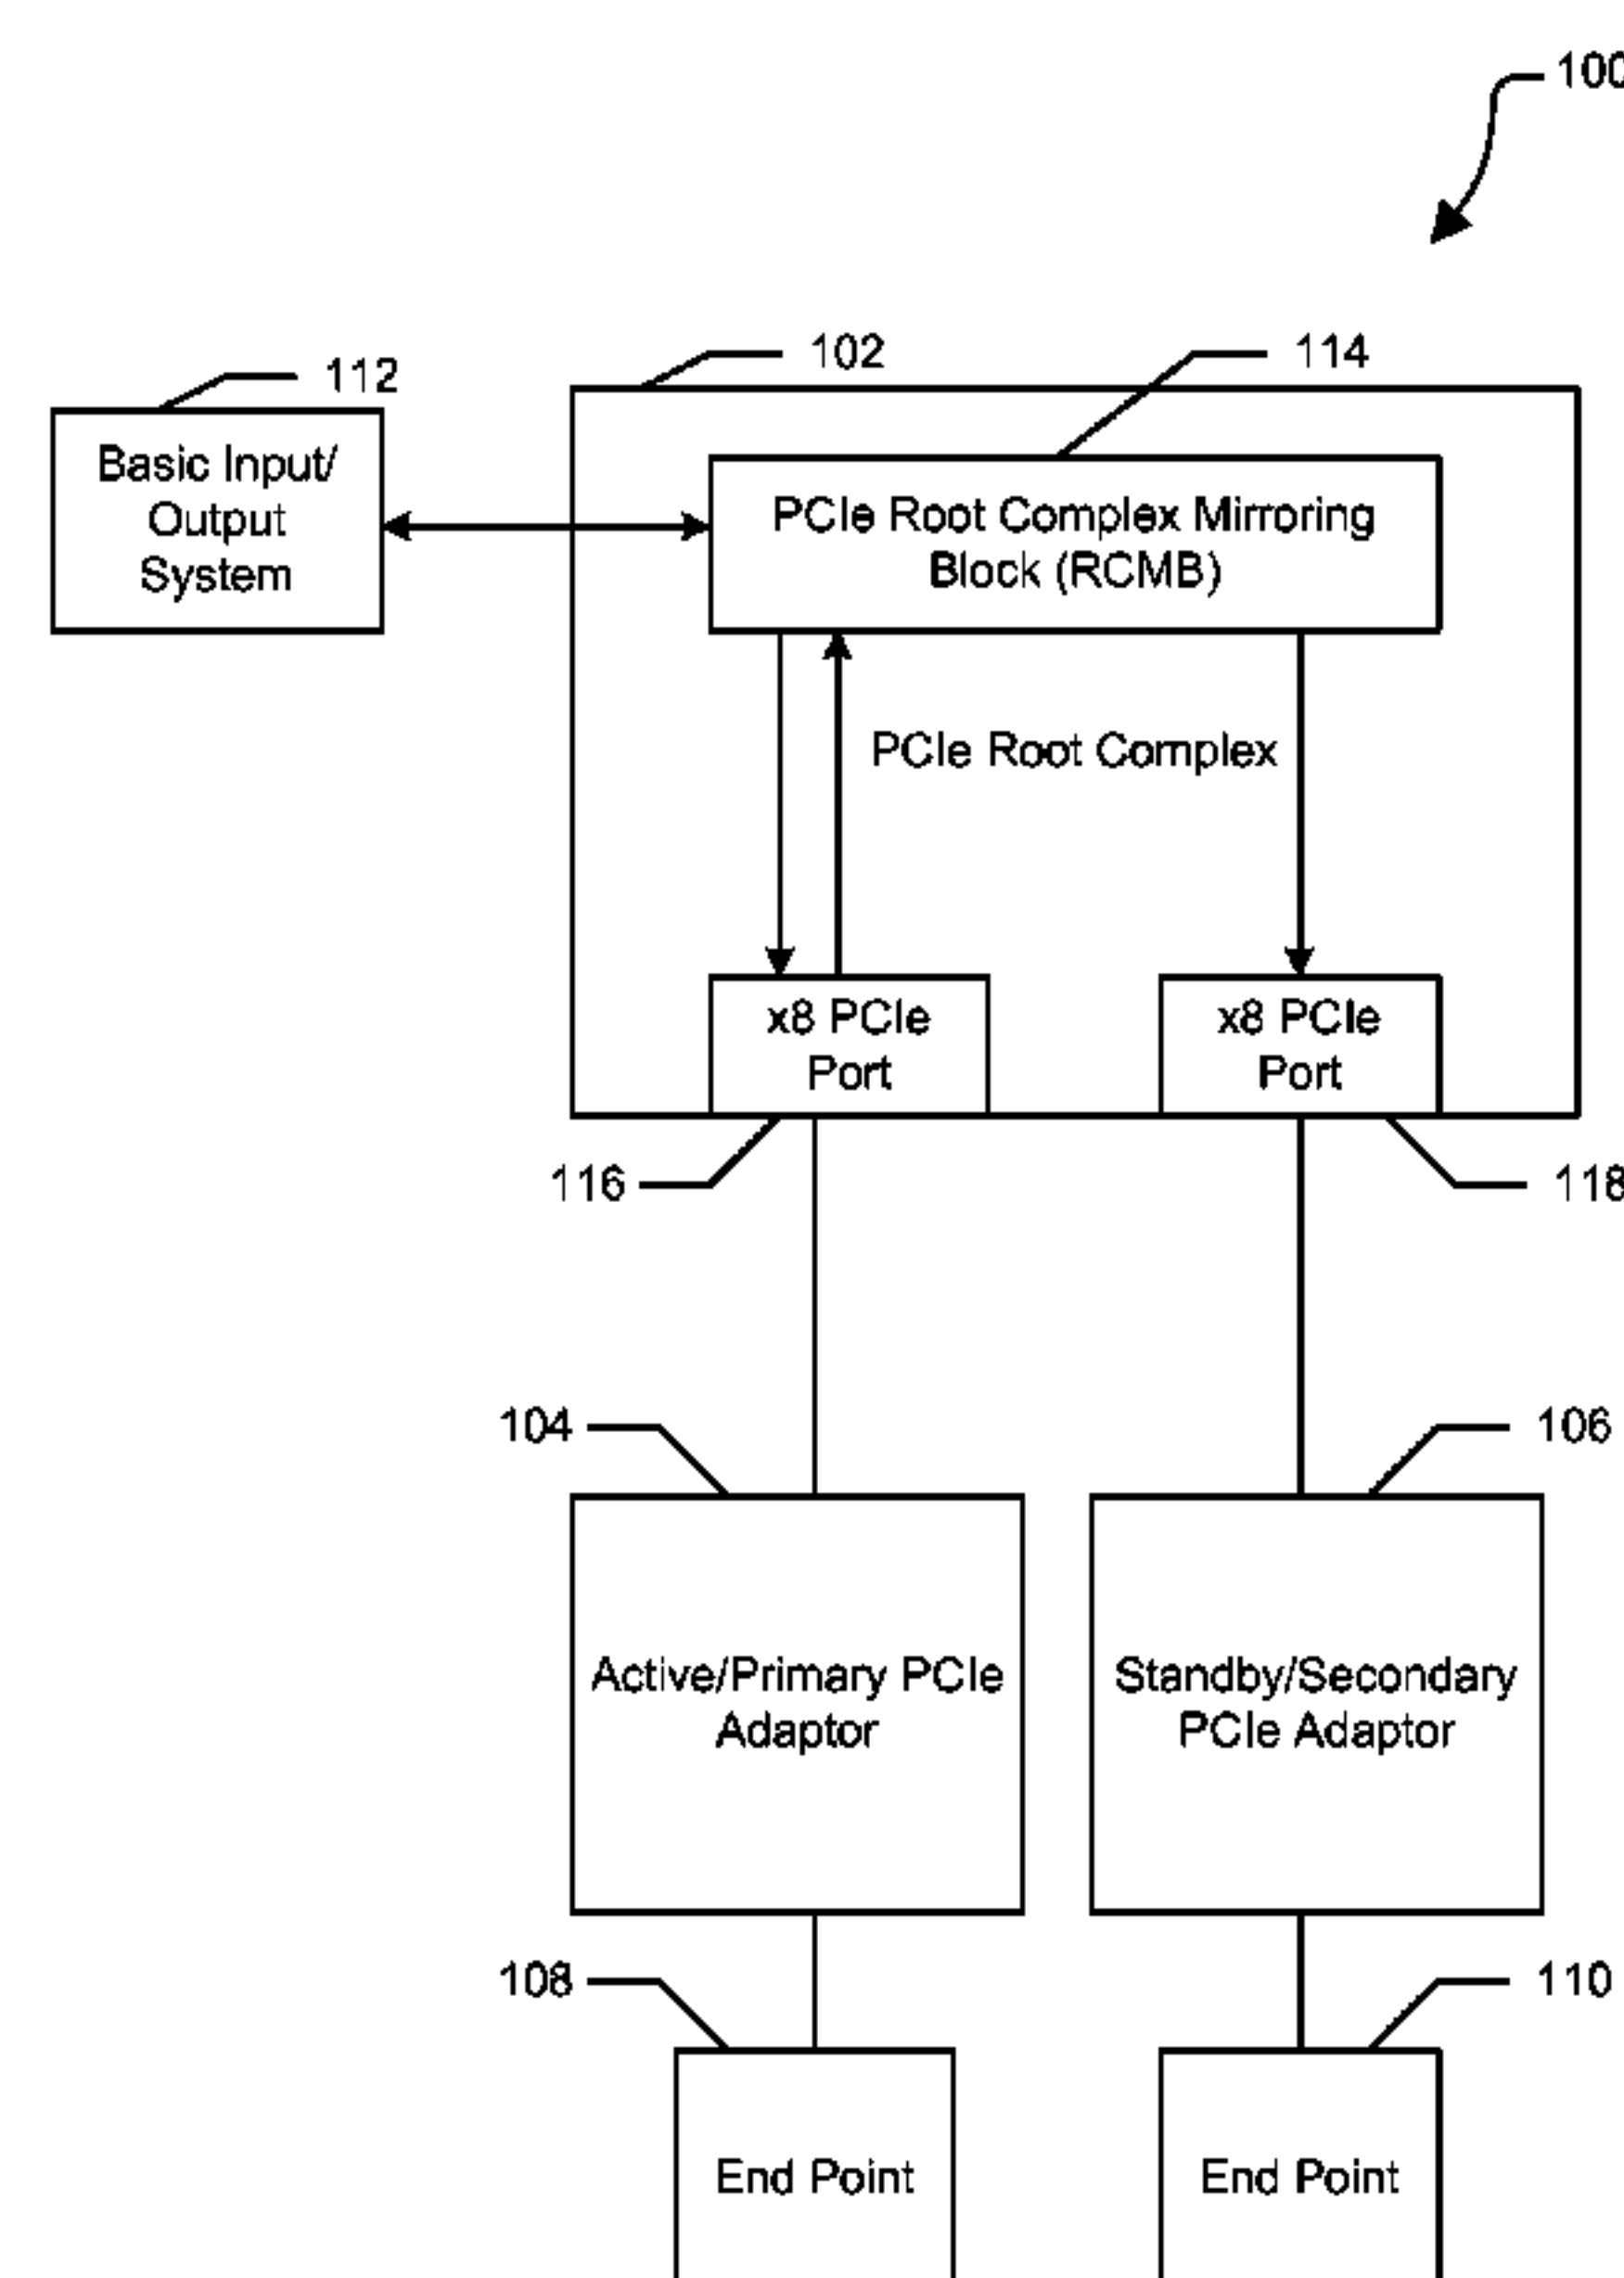 100
102
114
112
Basic Input/
Output
System
PCIe Root Complex Mirroring
Block (RCMB)
PCIe Root Complex
x8 PCIe
Port
x8 PCIe
Port
116
118
104
106
Active/Primary PCIe
Adaptor
Standby/Secondary
PCIe Adaptor
108
110
End Point
End Point